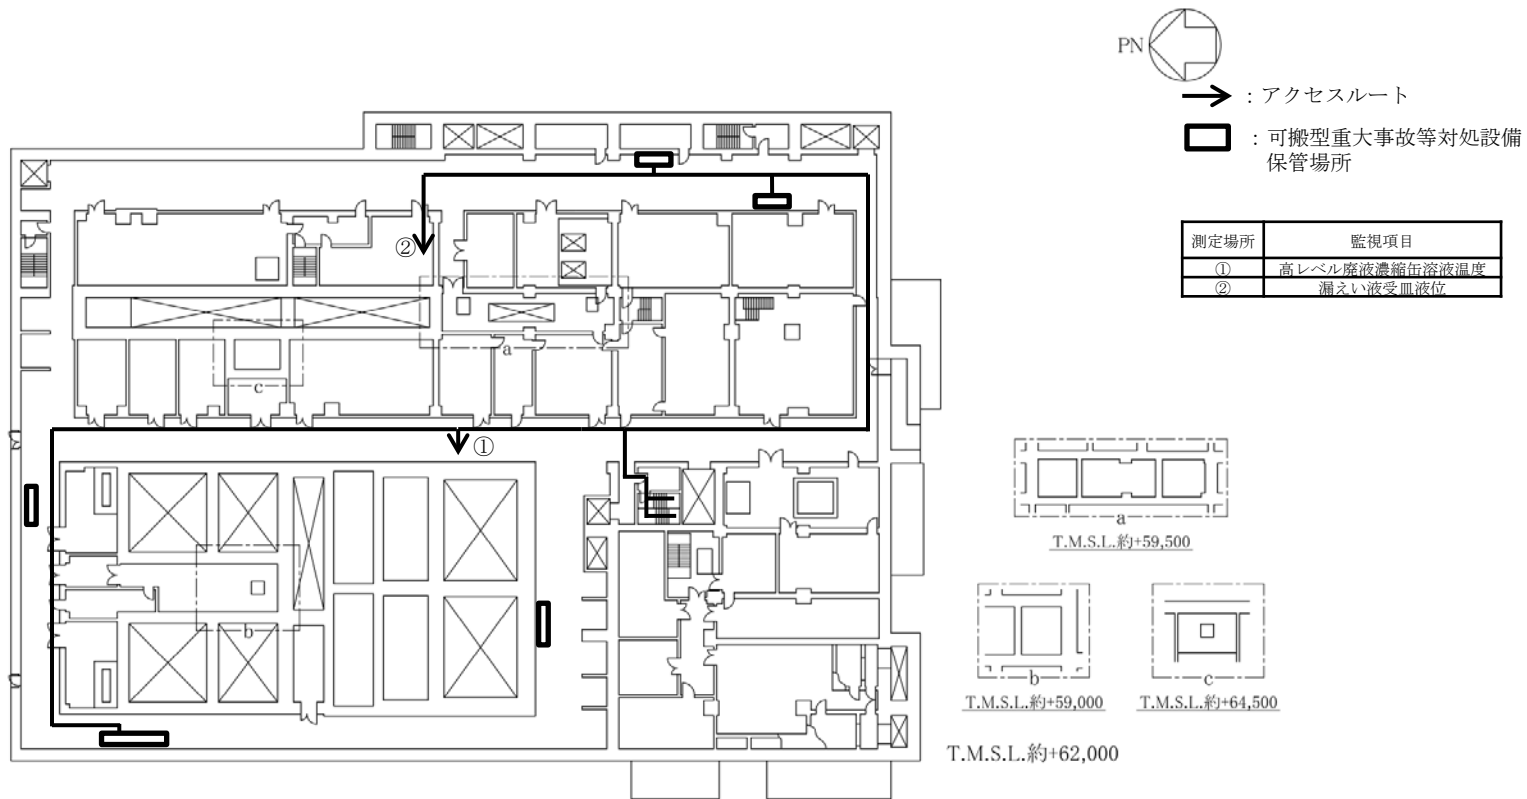 PN
：アクセスルート
：可搬型重大事故等対処設備
保管場所
測定場所 監視項目
① 高レベル廃液濃縮缶溶液温度
② 漏えい液受皿液位
②
a
c
①
b
a
T.M.S.L.約+59,500
b
T.M.S.L.約+59,000
c
T.M.S.L.約+64,500
T.M.S.L.約+62,000